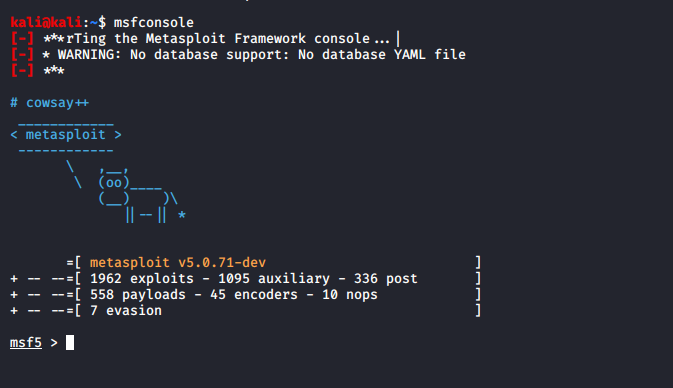 kali@kali:~$ msfconsole
[-] ***rTing the Metasploit Framework console...|
[-] * WARNING: No database support: No database YAML file
[-] ***
# cowsay++
 ____________
< metasploit >
 ------------
       \   ,__,
        \  (oo)____
           (__)    )\
              ||--|| *
       =[ metasploit v5.0.71-dev                          ]
+ -- --=[ 1962 exploits - 1095 auxiliary - 336 post       ]
+ -- --=[ 558 payloads - 45 encoders - 10 nops            ]
+ -- --=[ 7 evasion                                       ]
msf5 >